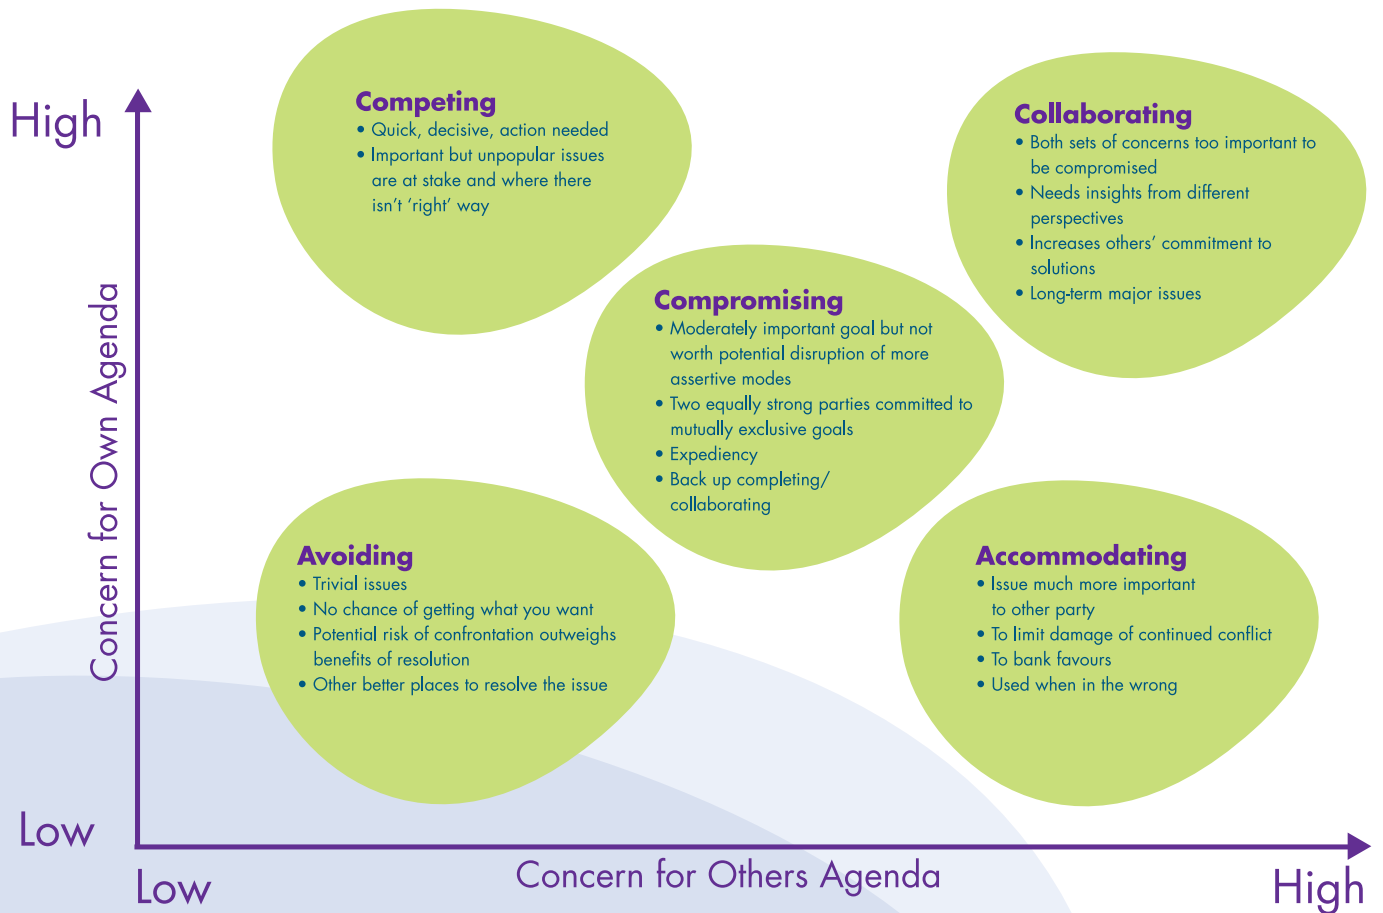 High
Concern for Own Agenda
Low
Competing
• Quick, decisive, action needed
• Important but unpopular issues
are at stake and where there
isn’t ‘right’ way
Collaborating
• Both sets of concerns too important to
be compromised
• Needs insights from different
perspectives
• Increases others’ commitment to
solutions
• Long-term major issues
Compromising
• Moderately important goal but not
worth potential disruption of more
assertive modes
• Two equally strong parties committed to
mutually exclusive goals
• Expediency
• Back up completing/
collaborating
Avoiding
• Trivial issues
• No chance of getting what you want
• Potential risk of confrontation outweighs
benefits of resolution
• Other better places to resolve the issue
Accommodating
• Issue much more important
to other party
• To limit damage of continued conflict
• To bank favours
• Used when in the wrong
Low
Concern for Others Agenda
High